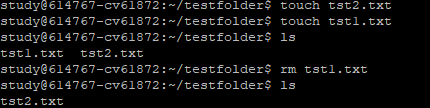 study@614767-cv61872:~/testfolder$ touch tst2.txt
study@614767-cv61872:~/testfolder$ touch tst1.txt
study@614767-cv61872:~/testfolder$ ls
tst1.txt  tst2.txt
study@614767-cv61872:~/testfolder$ rm tst1.txt
study@614767-cv61872:~/testfolder$ ls
tst2.txt